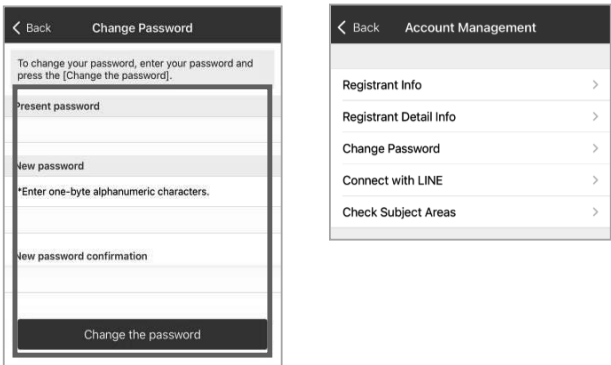 Back Change Password
To change your password, enter your password and
press the [Change the password].
Present password
New password
*Enter one-byte alphanumeric characters.
New password confirmation
Change the password
Back Account Management
Registrant Info
Registrant Detail Info
Change Password
Connect with LINE
Check Subject Areas